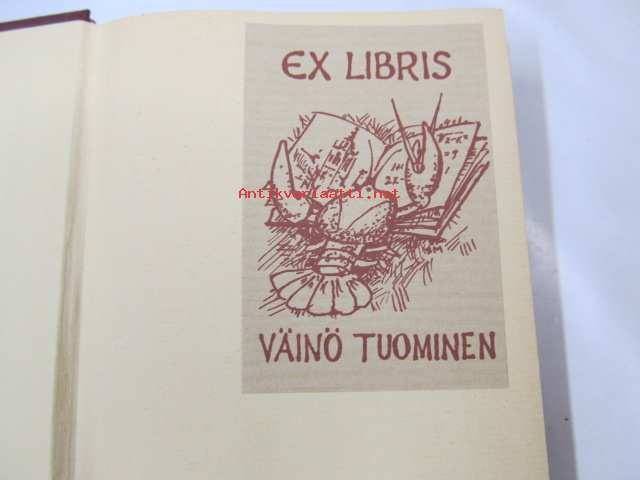 EX LIBRIS
Antikvariaatti.net
VÄINÖ TUOMINEN